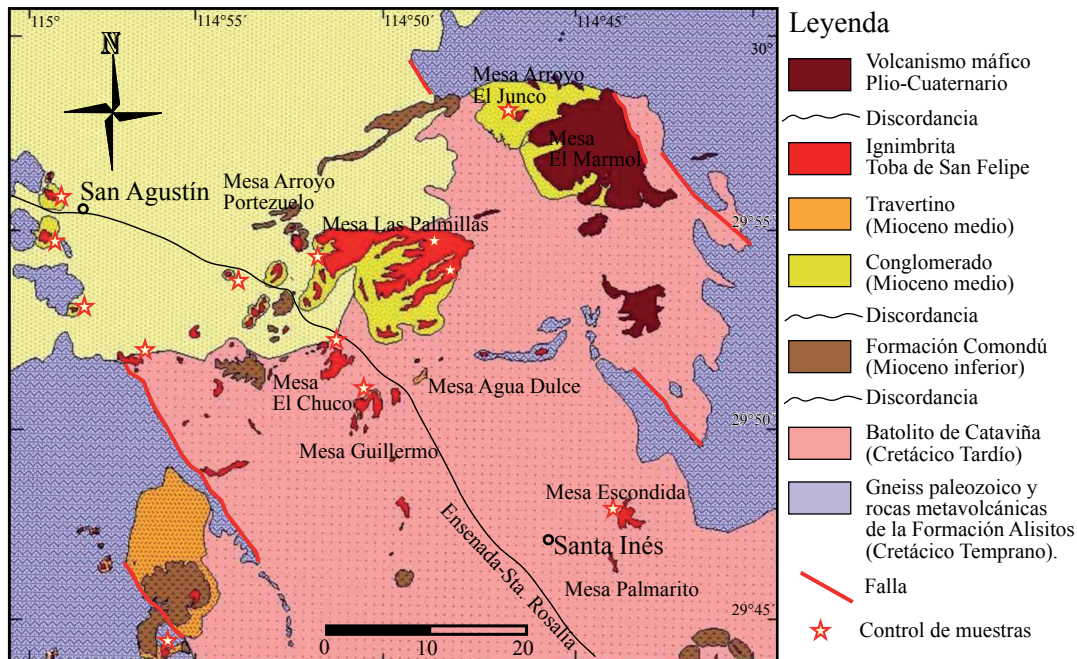 115°
114°55
114°50
114°45
N
30°
Mesa Arroyo
El Junco
Mesa
El Marmol
San Agustín
Mesa Arroyo
Portezuelo
Mesa Las Palmillas
29°55
Mesa
El Chuco
Mesa Agua Dulce
29°50
Mesa Guillermo
Mesa Escondida
Ensenada-Sta. Rosalía
Santa Inés
Mesa Palmarito
29°45
0 10 20
Leyenda
Volcanismo máfico
Plio-Cuaternario
Discordancia
Ignimbrita
Toba de San Felipe
Travertino
(Mioceno medio)
Conglomerado
(Mioceno medio)
Discordancia
Formación Comondú
(Mioceno inferior)
Discordancia
Batolito de Cataviña
(Cretácico Tardío)
Gneiss paleozoico y
rocas metavolcánicas
de la Formación Alisitos
(Cretácico Temprano).
Falla
Control de muestras